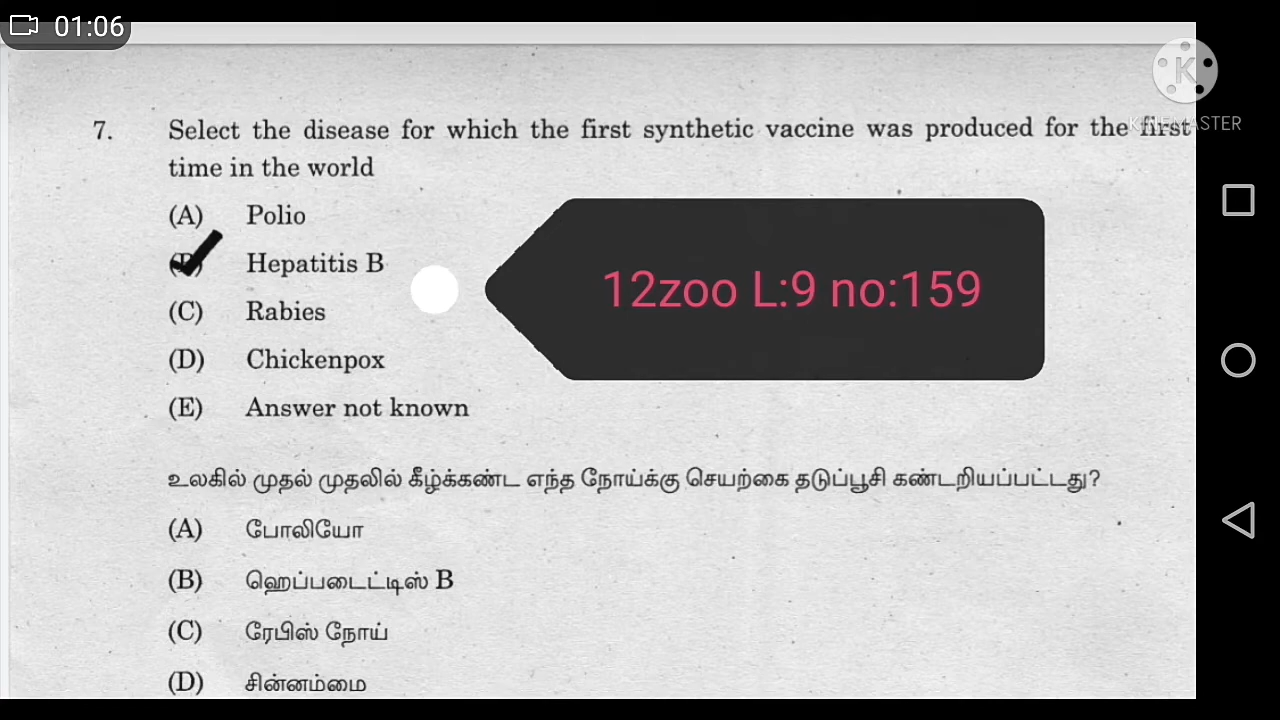 01:06
K
KINEMASTER
7. Select the disease for which the first synthetic vaccine was produced for the first
time in the world
(A) Polio
(B) Hepatitis B
(C) Rabies
(D) Chickenpox
(E) Answer not known
12zoo L:9 no:159
உலகில் முதல் முதலில் கீழ்க்கண்ட எந்த நோய்க்கு செயற்கை தடுப்பூசி கண்டறியப்பட்டது?
(A) போலியோ
(B) ஹெப்படைட்டிஸ் B
(C) ரேபிஸ் நோய்
(D) சின்னம்மை